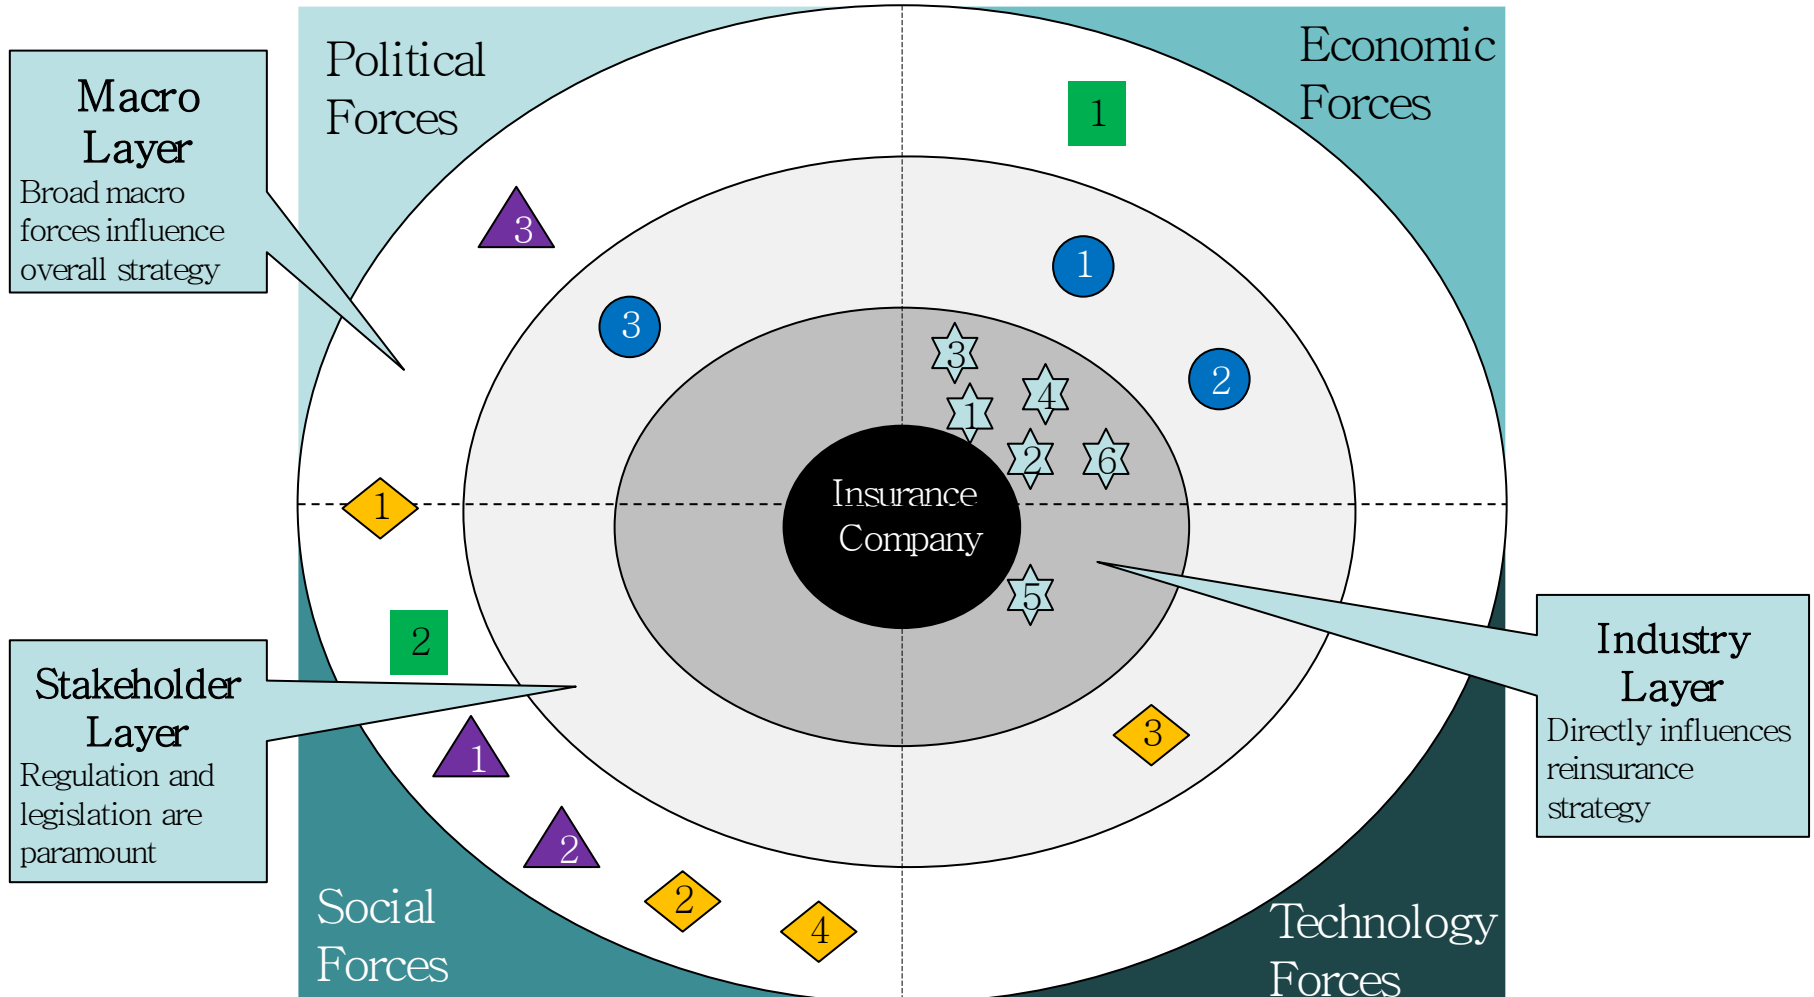 Political
Forces
Economic
Forces
Macro
Layer
Broad macro
forces influence
overall strategy
1
3
1
3
2
3
4
1
2
6
1
Insurance
Company
5
2
Stakeholder
Layer
Regulation and
legislation are
paramount
Industry
Layer
Directly influences
reinsurance
strategy
1
3
2
2
4
Social
Forces
Technology
Forces